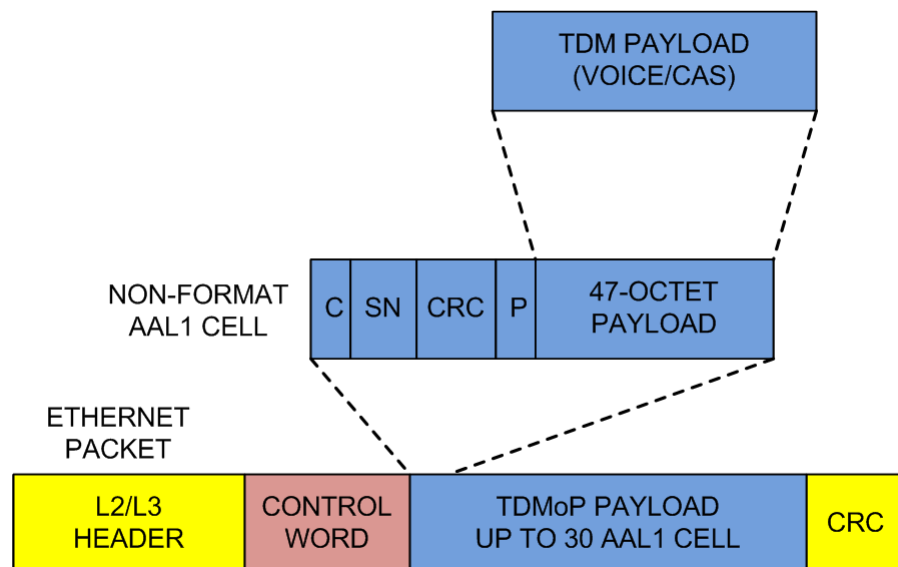 TDM PAYLOAD
(VOICE/CAS)
NON-FORMAT
AAL1 CELL
C
SN
CRC
P
47-OCTET
PAYLOAD
ETHERNET
PACKET
L2/L3
HEADER
CONTROL
WORD
TDMoP PAYLOAD
UP TO 30 AAL1 CELL
CRC